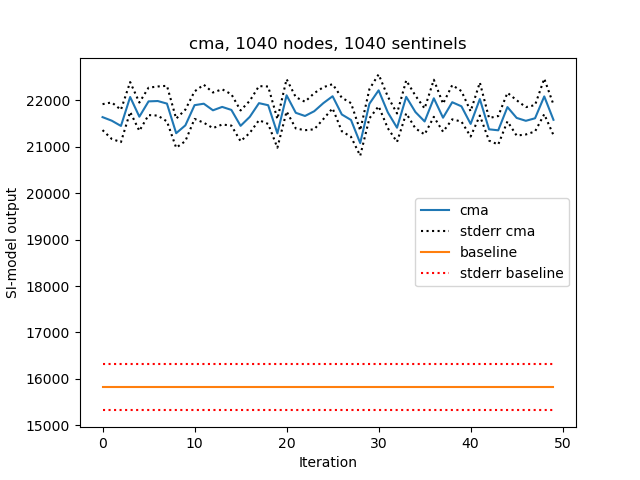 cma, 1040 nodes, 1040 sentinels
SI-model output
22000
21000
20000
19000
18000
17000
16000
15000
cma
stderr cma
baseline
stderr baseline
0 10 20 30 40 50
Iteration